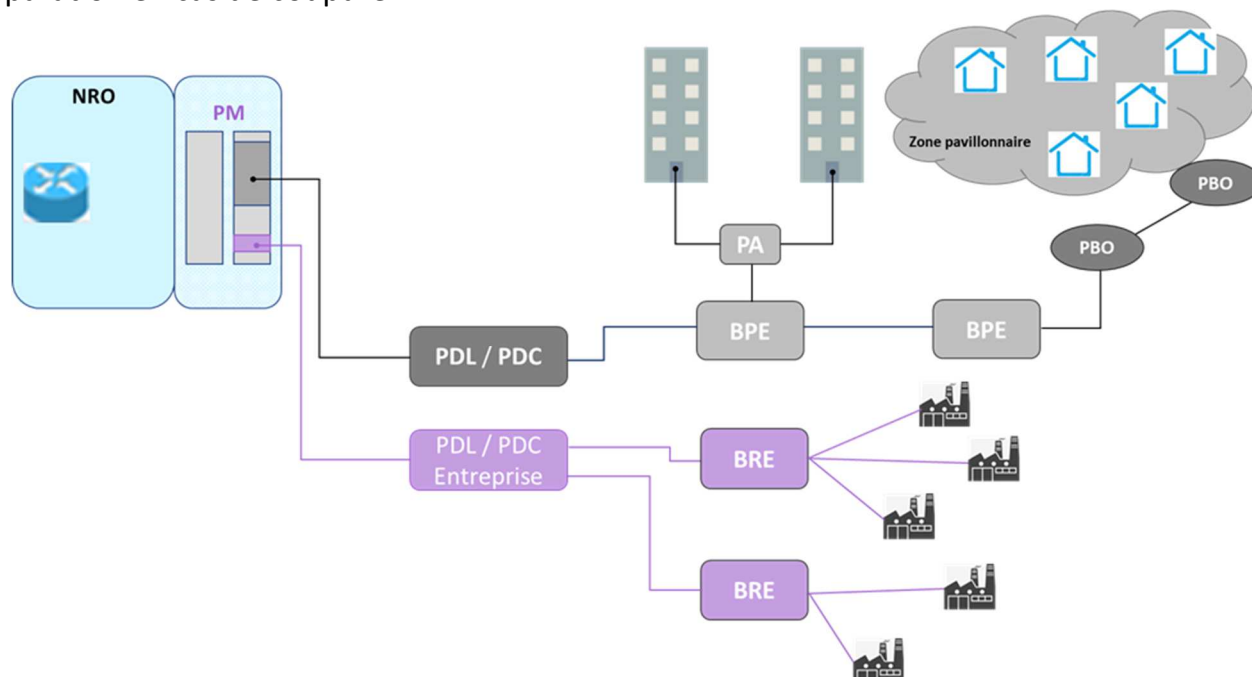 NRO
PM
Zone pavillonnaire
PBO
PBO
PA
BPE
BPE
PDL / PDC
PDL / PDC
Entreprise
BRE
BRE